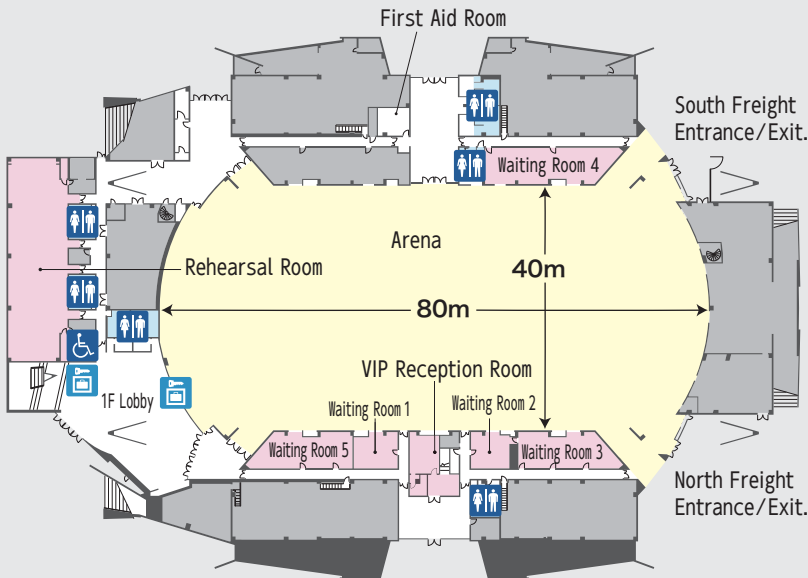 First Aid Room
South Freight
Entrance/Exit.
Waiting Room 4
Arena
Rehearsal Room
40m
80m
VIP Reception Room
1F Lobby
Waiting Room 1
Waiting Room 2
Waiting Room 5
Waiting Room 3
North Freight
Entrance/Exit.